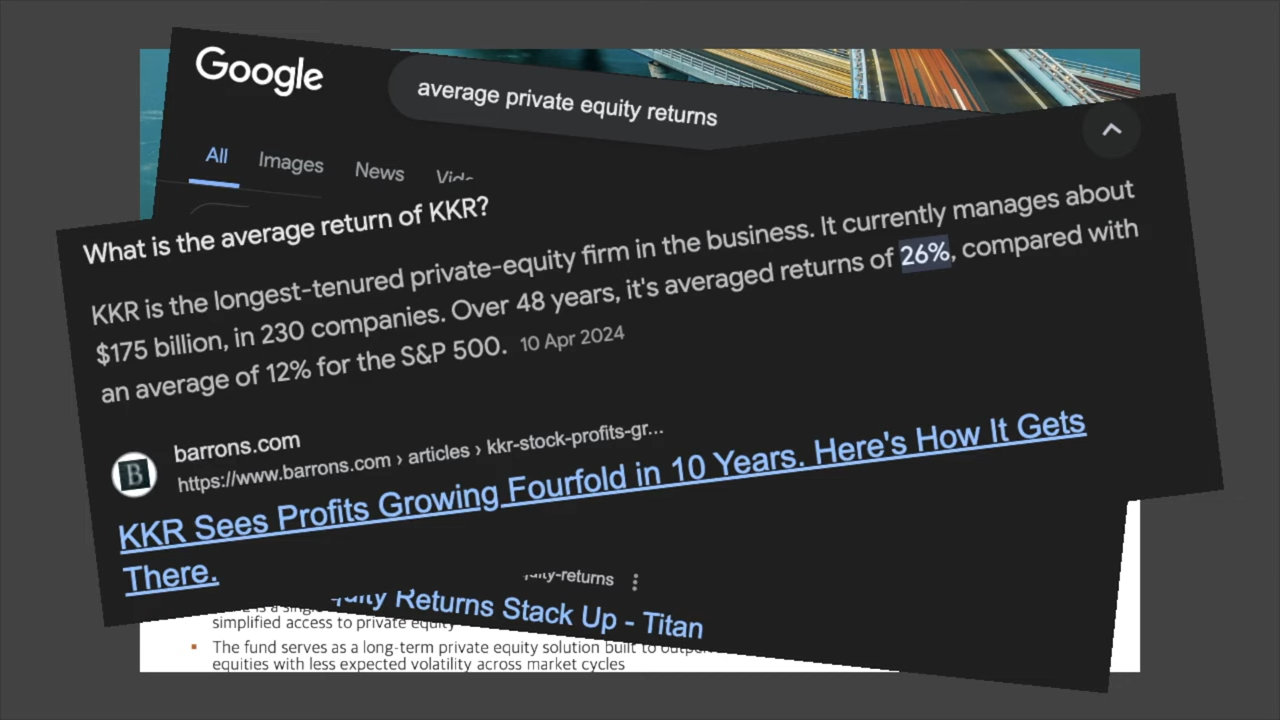 Google
average private equity returns
All Images News
What is the average return of KKR?
KKR is the longest-tenured private-equity firm in the business. It currently manages about
$175 billion, in 230 companies. Over 48 years, it's averaged returns of 26%, compared with
an average of 12% for the S&P 500. 10 Apr 2024
B
barrons.com
https://www.barrons.com › articles › kkr-stock-profits-gr...
KKR Sees Profits Growing Fourfold in 10 Years. Here's How It Gets
There.
Returns Stack Up - Titan
simplified access to private equity
▪ The fund serves as a long-term private equity solution built to
equities with less expected volatility across market cycles